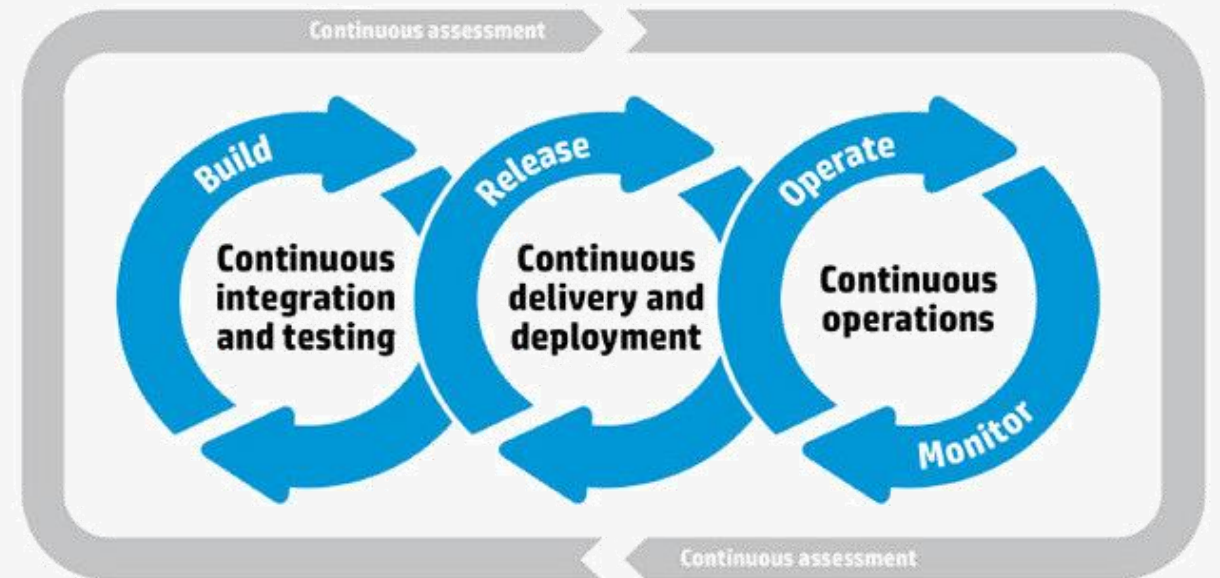 Continuous assessment
Build
Release
Operate
Continuous
integration
and testing
Continuous
delivery and
deployment
Continuous
operations
Monitor
Continuous assessment